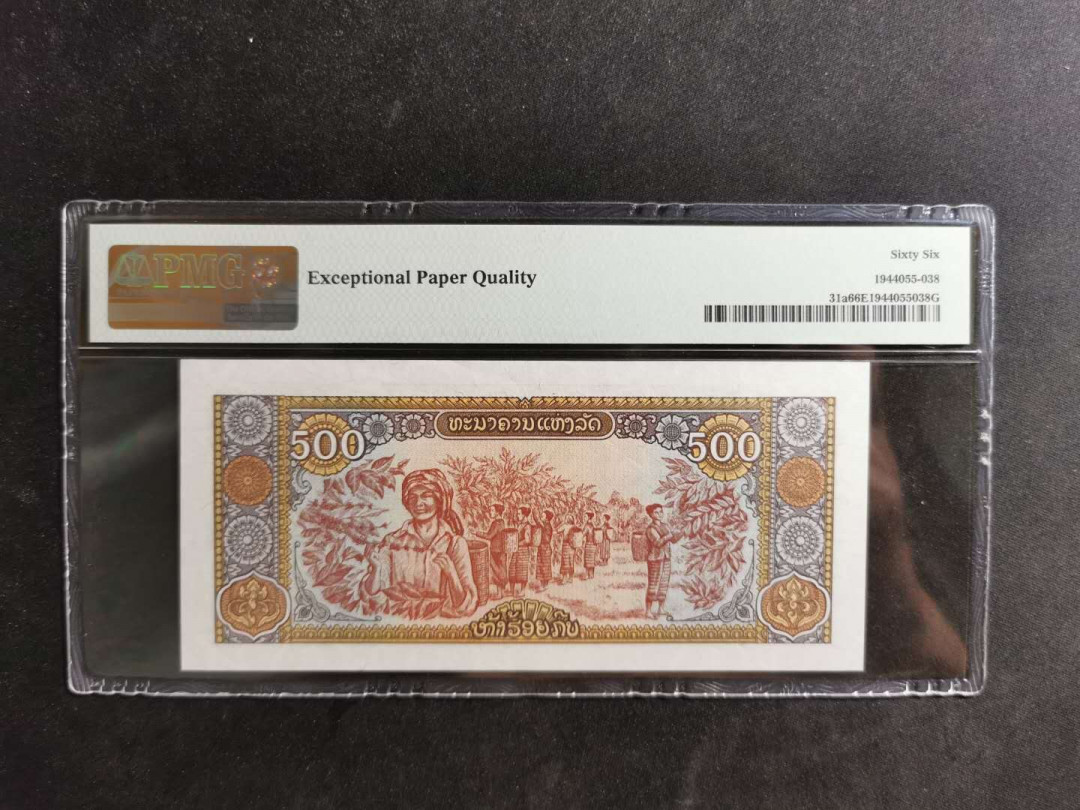 PMG
Exceptional Paper Quality
Sixty Six
1944055-038
31a66E1944055038G
500 ທະນາຄານແຫ່ງລັດ 500
ຫ້າຮ້ອຍກີບ